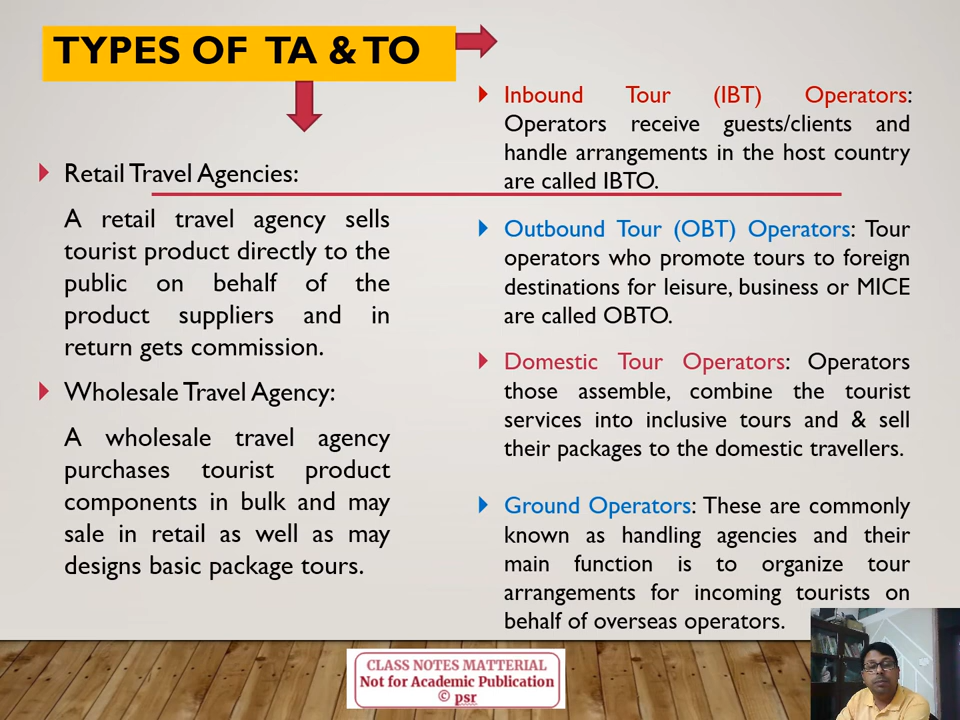 TYPES OF TA & TO
Retail Travel Agencies:
A retail travel agency sells
tourist product directly to the
public on behalf of the
product suppliers and in
return gets commission.
Wholesale Travel Agency:
A wholesale travel agency
purchases tourist product
components in bulk and may
sale in retail as well as may
designs basic package tours.
Inbound Tour (IBT) Operators:
Operators receive guests/clients and
handle arrangements in the host country
are called IBTO.
Outbound Tour (OBT) Operators: Tour
operators who promote tours to foreign
destinations for leisure, business or MICE
are called OBTO.
Domestic Tour Operators: Operators
those assemble, combine the tourist
services into inclusive tours and & sell
their packages to the domestic travellers.
Ground Operators: These are commonly
known as handling agencies and their
main function is to organize tour
arrangements for incoming tourists on
behalf of overseas operators.
CLASS NOTES MATTERIAL
Not for Academic Publication
© psr